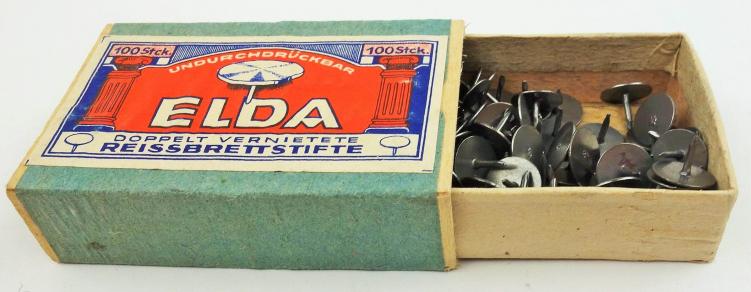 100 Stck. 100 Stck.
UNDURCHDRÜCKBAR
ELDA
DOPPELT VERNIETETE
REISSBRETTSTIFTE